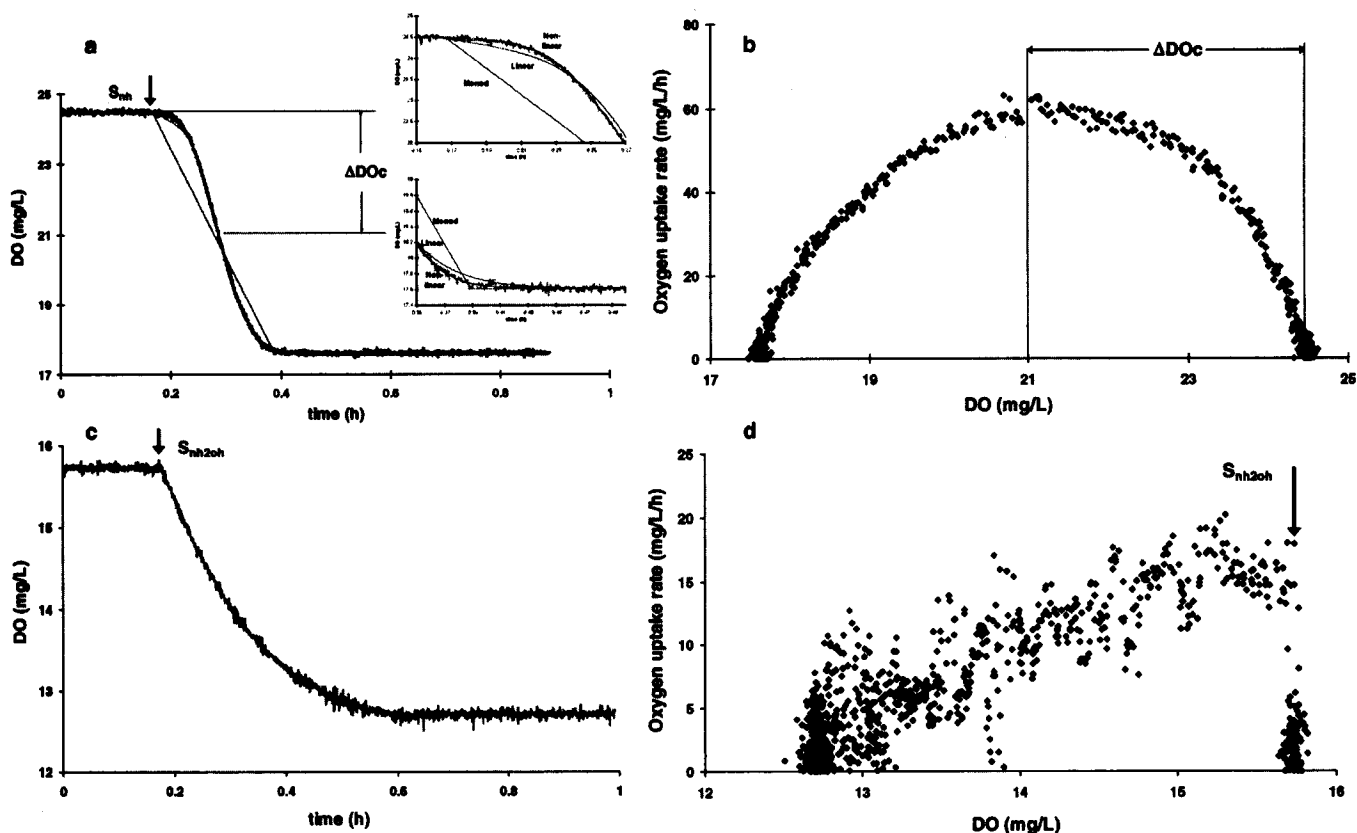 a
S_nh
25
23
21
19
17
DO (mg/L)
0
0.2
0.4
0.6
0.8
1
time (h)
ΔDOc
Non-
linear
Linear
Monod
Monod
Linear
Non-
linear
b
ΔDOc
80
60
40
20
0
Oxygen uptake rate (mg/L/h)
17
19
21
23
25
DO (mg/L)
c
S_nh2oh
16
15
14
13
12
DO (mg/L)
0
0.2
0.4
0.6
0.8
1
time (h)
d
S_nh2oh
25
20
15
10
5
0
Oxygen uptake rate (mg/L/h)
12
13
14
15
16
DO (mg/L)